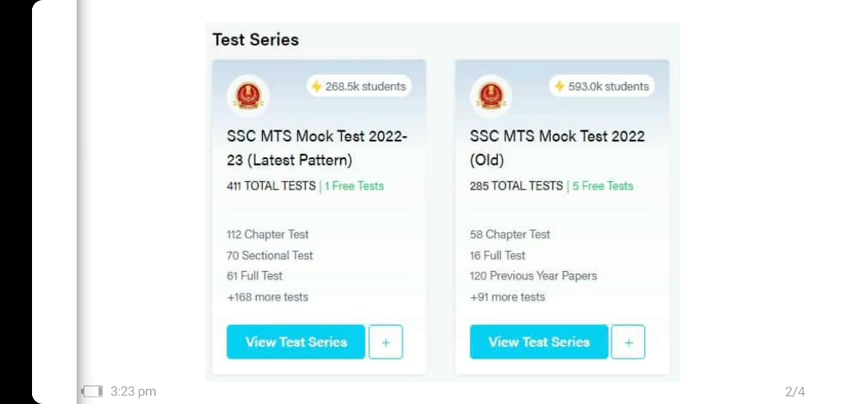 Test Series
268.5k students
SSC MTS Mock Test 2022-
23 (Latest Pattern)
411 TOTAL TESTS | 1 Free Tests
112 Chapter Test
70 Sectional Test
61 Full Test
+168 more tests
View Test Series +
593.0k students
SSC MTS Mock Test 2022
(Old)
285 TOTAL TESTS | 5 Free Tests
58 Chapter Test
16 Full Test
120 Previous Year Papers
+91 more tests
View Test Series +
3:23 pm
2/4